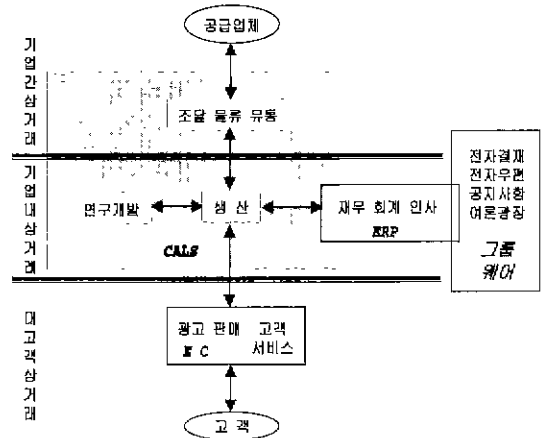 공급업체
기업간상거래
조달 물류 유통
기업내상거래
연구개발
생 산
재무 회계 인사
ERP
CALS
전자결재
전자우편
공지사항
여론광장
그룹
웨어
대고객상거래
광고 판매 고객
E C 서비스
고 객